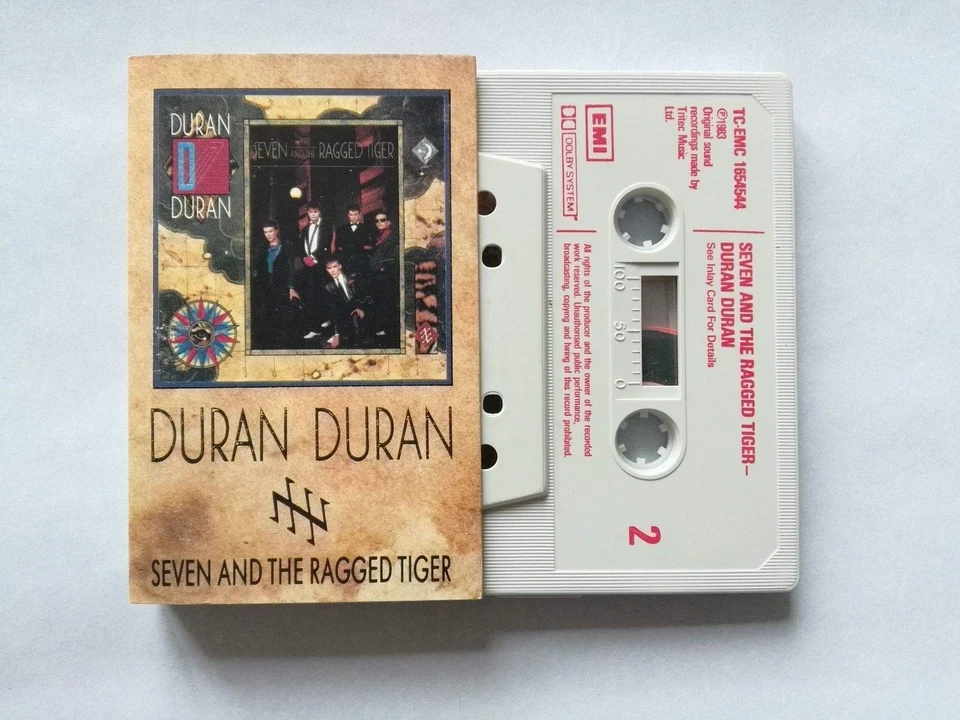 DURAN
D
DURAN
SEVEN AND THE RAGGED TIGER
DURAN DURAN
SEVEN AND THE RAGGED TIGER
TC-EMC 1654544
℗1983
Original sound
recordings made by
Tritec Music
Ltd.
EMI
DOLBY SYSTEM
SEVEN AND THE RAGGED TIGER—
DURAN DURAN
See Inlay Card For Details
100 50 0
All rights of the producer and the owner of the recorded
work reserved. Unauthorised public performance,
broadcasting, copying and hiring of this record prohibited.
2